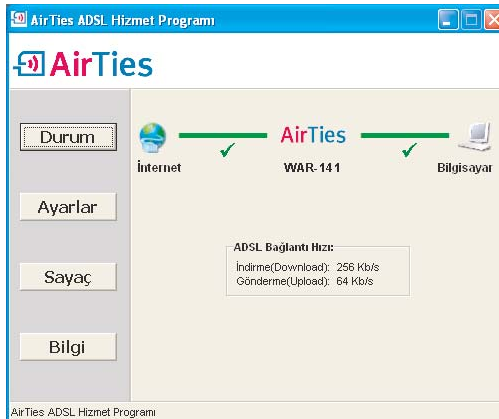 AirTies ADSL Hizmet Programı
AirTies
Durum
Ayarlar
Sayaç
Bilgi
AirTies
İnternet
WAR-141
Bilgisayar
ADSL Bağlantı Hızı:
İndirme(Download): 256 Kb/s
Gönderme(Upload): 64 Kb/s
AirTies ADSL Hizmet Programı